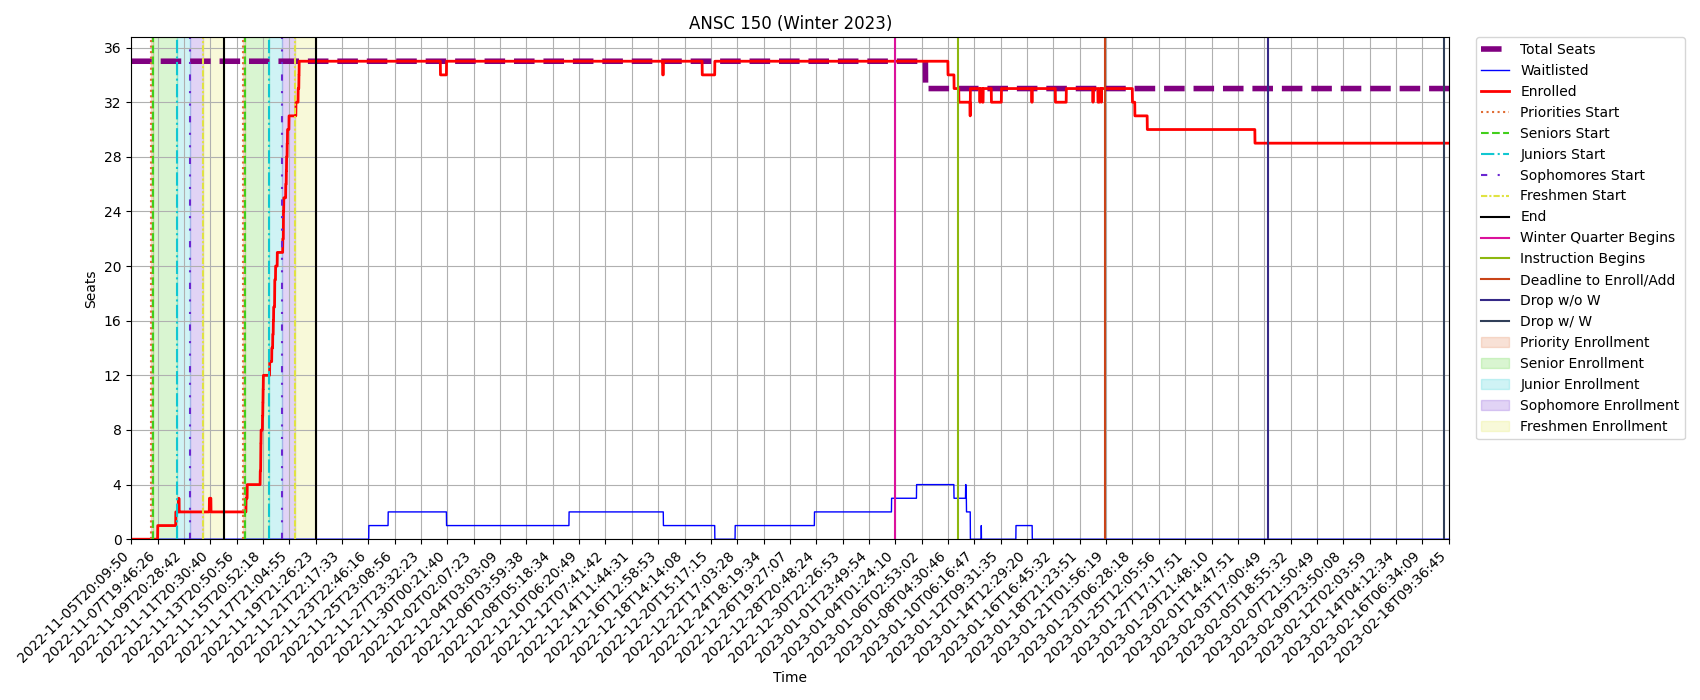 ANSC 150 (Winter 2023)
Seats
36
32
28
24
20
16
12
8
4
0
2022-11-05T20:09:50
2022-11-07T19:46:26
2022-11-09T20:28:42
2022-11-11T20:30:40
2022-11-13T20:50:56
2022-11-15T20:52:18
2022-11-17T21:04:55
2022-11-19T21:26:23
2022-11-21T22:17:33
2022-11-23T22:46:16
2022-11-25T23:08:56
2022-11-27T23:32:23
2022-11-30T00:21:40
2022-12-02T02:07:23
2022-12-04T03:03:09
2022-12-06T03:59:38
2022-12-08T05:18:34
2022-12-10T06:20:49
2022-12-12T07:41:42
2022-12-14T11:44:31
2022-12-16T12:58:53
2022-12-18T14:14:08
2022-12-20T15:17:15
2022-12-22T17:03:28
2022-12-24T18:19:34
2022-12-26T19:27:07
2022-12-28T20:48:24
2022-12-30T22:26:53
2023-01-01T23:49:54
2023-01-04T01:24:10
2023-01-06T02:53:02
2023-01-08T04:30:46
2023-01-10T06:16:47
2023-01-12T09:31:35
2023-01-14T12:29:20
2023-01-16T16:45:32
2023-01-18T21:23:51
2023-01-21T01:56:19
2023-01-23T06:28:18
2023-01-25T12:05:56
2023-01-27T17:17:51
2023-01-29T21:48:10
2023-02-01T14:47:51
2023-02-03T17:00:49
2023-02-05T18:55:32
2023-02-07T21:50:49
2023-02-09T23:50:08
2023-02-12T02:03:59
2023-02-14T04:12:34
2023-02-16T06:34:09
2023-02-18T09:36:45
Time
Total Seats
Waitlisted
Enrolled
Priorities Start
Seniors Start
Juniors Start
Sophomores Start
Freshmen Start
End
Winter Quarter Begins
Instruction Begins
Deadline to Enroll/Add
Drop w/o W
Drop w/ W
Priority Enrollment
Senior Enrollment
Junior Enrollment
Sophomore Enrollment
Freshmen Enrollment